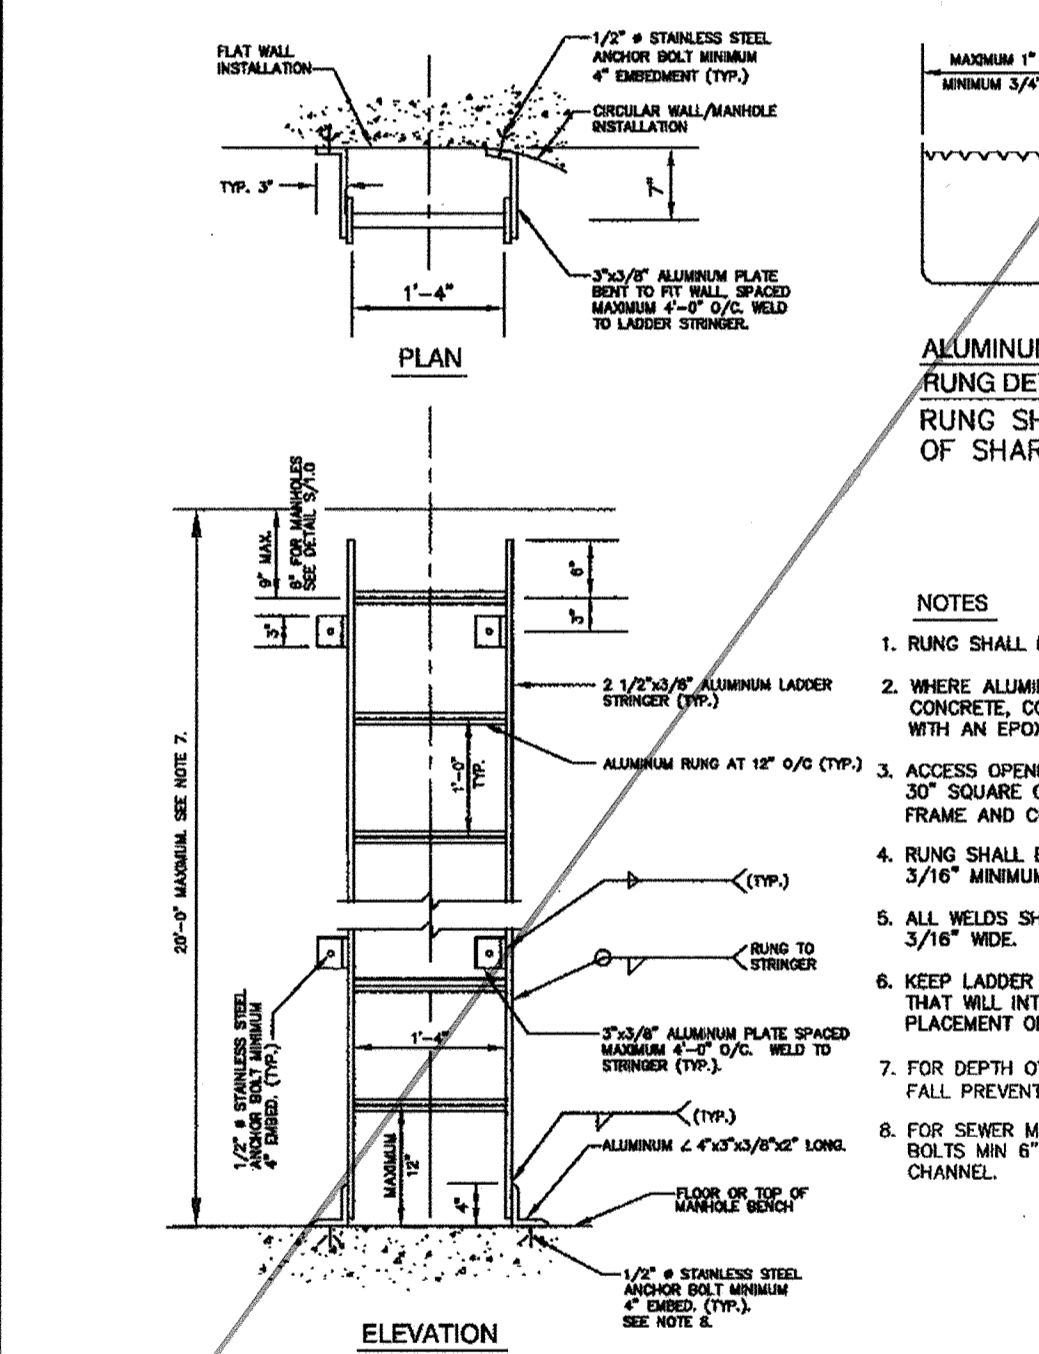 FLAT WALL
INSTALLATION
1/2" ø STAINLESS STEEL
ANCHOR BOLT MINIMUM
4" EMBEDMENT (TYP.)
CIRCULAR WALL/MANHOLE
INSTALLATION
TYP. 3"
7"
1'-4"
3"x3/8" ALUMINUM PLATE
BENT TO FIT WALL, SPACED
MAXIMUM 4'-0" O/C. WELD
TO LADDER STRINGER.
PLAN
MAXIMUM 1"
MINIMUM 3/4"
ALUMINUM
RUNG DE
RUNG SH
OF SHAR
9" MAX.
8" FOR MANHOLES
SEE DETAIL S/1.0
6"
3"
3"
2 1/2"x3/8" ALUMINUM LADDER
STRINGER (TYP.)
ALUMINUM RUNG AT 12" O/C (TYP.)
1'-0"
TYP.
20'-0" MAXIMUM. SEE NOTE 7.
(TYP.)
RUNG TO
STRINGER
1/2" ø STAINLESS STEEL
ANCHOR BOLT MINIMUM
4" EMBED. (TYP.)
1'-4"
3"x3/8" ALUMINUM PLATE SPACED
MAXIMUM 4'-0" O/C. WELD TO
STRINGER (TYP.).
(TYP.)
ALUMINUM ∠ 4"x3"x3/8"x2" LONG.
MAXIMUM
12"
4"
FLOOR OR TOP OF
MANHOLE BENCH
1/2" ø STAINLESS STEEL
ANCHOR BOLT MINIMUM
4" EMBED. (TYP.).
SEE NOTE 8.
ELEVATION
NOTES
1. RUNG SHALL
2. WHERE ALUMI
CONCRETE, CO
WITH AN EPOX
3. ACCESS OPEN
30" SQUARE
FRAME AND C
4. RUNG SHALL
3/16" MINIMUM
5. ALL WELDS SH
3/16" WIDE.
6. KEEP LADDER
THAT WILL INT
PLACEMENT O
7. FOR DEPTH O
FALL PREVENT
8. FOR SEWER M
BOLTS MIN 6"
CHANNEL.